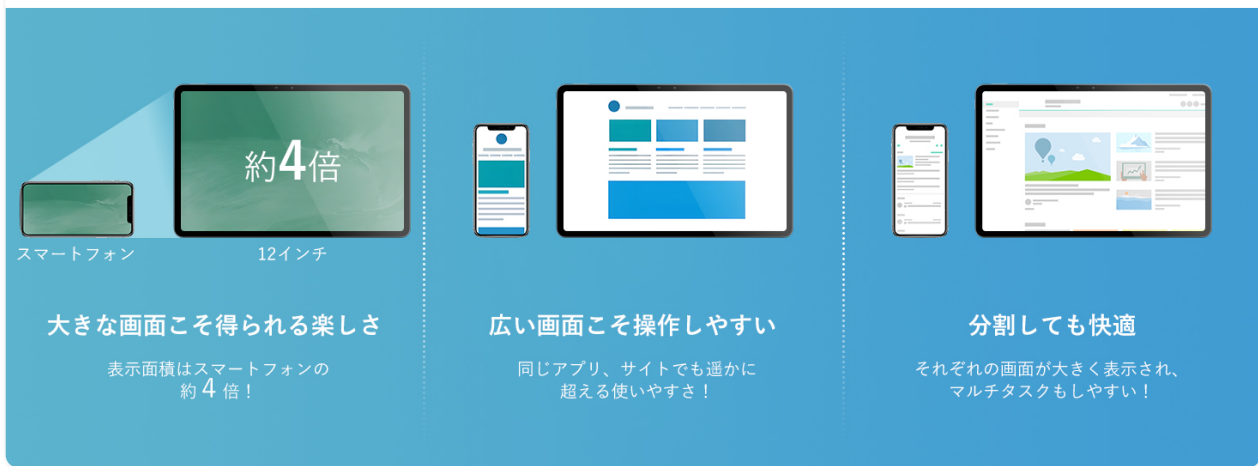 約4倍
スマートフォン
12インチ
大きな画面こそ得られる楽しさ
表示面積はスマートフォンの
約 4 倍！
広い画面こそ操作しやすい
同じアプリ、サイトでも遥かに
超える使いやすさ！
分割しても快適
それぞれの画面が大きく表示され、
マルチタスクもしやすい！